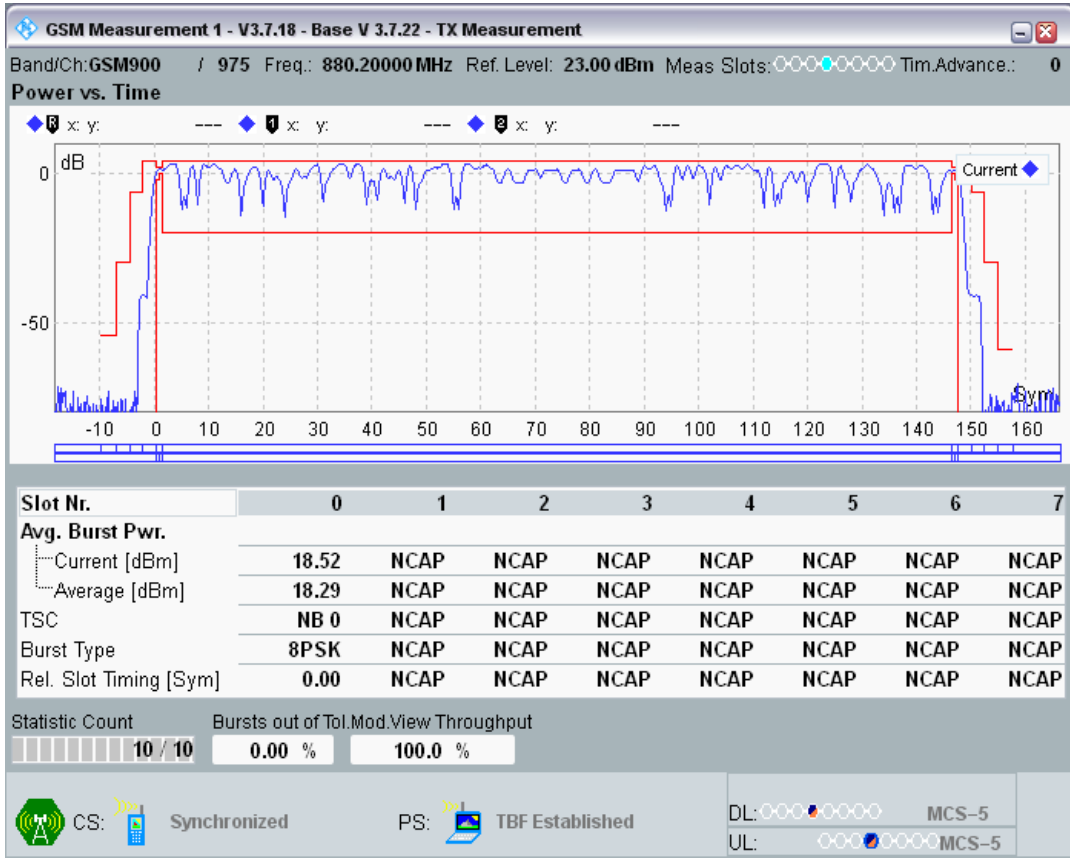 GSM Measurement 1 - V3.7.18 - Base V 3.7.22 - TX Measurement
Band/Ch:GSM900 / 975 Freq.: 880.20000 MHz Ref. Level: 23.00 dBm Meas Slots: Tim.Advance.: 0
Power vs. Time
R x: y: --- 1 x: y: --- 2 x: y: ---
dB
Current
0
-50
Sym
-10 0 10 20 30 40 50 60 70 80 90 100 110 120 130 140 150 160
Slot Nr. 0 1 2 3 4 5 6 7
Avg. Burst Pwr.
Current [dBm] 18.52 NCAP NCAP NCAP NCAP NCAP NCAP NCAP
Average [dBm] 18.29 NCAP NCAP NCAP NCAP NCAP NCAP NCAP
TSC NB 0 NCAP NCAP NCAP NCAP NCAP NCAP NCAP
Burst Type 8PSK NCAP NCAP NCAP NCAP NCAP NCAP NCAP
Rel. Slot Timing [Sym] 0.00 NCAP NCAP NCAP NCAP NCAP NCAP NCAP
Statistic Count Bursts out of Tol.Mod.View Throughput
10 / 10 0.00 % 100.0 %
CS: Synchronized PS: TBF Established
DL: MCS-5
UL: MCS-5